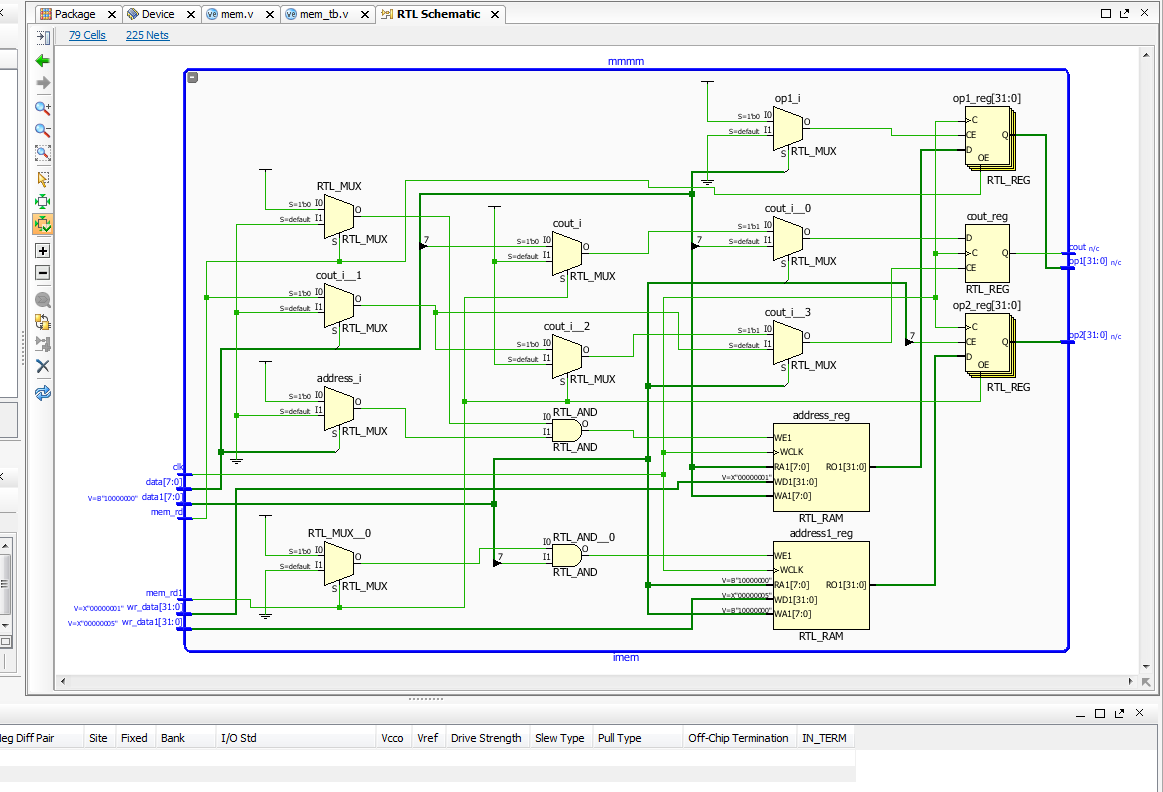 Package
Device
mem.v
mem_tb.v
RTL Schematic
79 Cells
225 Nets
mmmm
op1_i
S=1'b0 I0
S=default I1
O
S
RTL_MUX
op1_reg[31:0]
C
CE
D
Q
OE
RTL_REG
RTL_MUX
S=1'b0 I0
S=default I1
O
S
RTL_MUX
cout_i
S=1'b0 I0
S=default I1
O
S
RTL_MUX
7
cout_i__0
S=1'b1 I0
S=default I1
O
S
RTL_MUX
7
cout_reg
D
C
CE
Q
RTL_REG
cout n/c
op1[31:0] n/c
cout_i__1
S=1'b0 I0
S=default I1
O
S
RTL_MUX
cout_i__2
S=1'b0 I0
S=default I1
O
S
RTL_MUX
cout_i__3
S=1'b1 I0
S=default I1
O
S
RTL_MUX
7
op2_reg[31:0]
C
CE
D
Q
OE
RTL_REG
op2[31:0] n/c
address_i
S=1'b0 I0
S=default I1
O
S
RTL_MUX
RTL_AND
I0
I1
O
RTL_AND
address_reg
WE1
WCLK
RA1[7:0]
RO1[31:0]
V=X"00000001" WD1[31:0]
WA1[7:0]
RTL_RAM
clk
data[7:0]
V=B"10000000" data1[7:0]
mem_rd
RTL_MUX__0
S=1'b0 I0
S=default I1
O
S
RTL_MUX
7
RTL_AND__0
I0
I1
O
RTL_AND
address1_reg
WE1
WCLK
V=B"10000000" RA1[7:0]
RO1[31:0]
V=X"00000005" WD1[31:0]
V=B"10000000" WA1[7:0]
RTL_RAM
mem_rd1
V=X"00000001" wr_data[31:0]
V=X"00000005" wr_data1[31:0]
imem
eg Diff Pair
Site
Fixed
Bank
I/O Std
Vcco
Vref
Drive Strength
Slew Type
Pull Type
Off-Chip Termination
IN_TERM